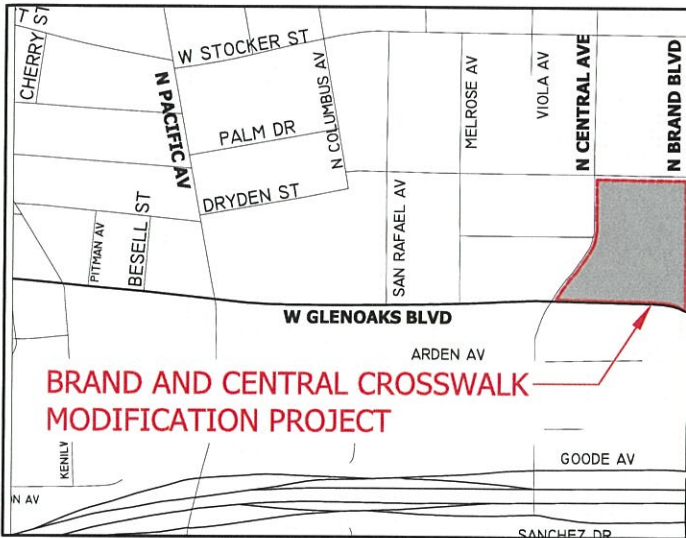 T
CHERRY ST
W STOCKER ST
N PACIFIC AV
N COLUMBUS AV
PALM DR
DRYDEN ST
MELROSE AV
VIOLA AV
N CENTRAL AVE
N BRAND BLVD
PITMAN AV
BESELL ST
SAN RAFAEL AV
W GLENOAKS BLVD
ARDEN AV
BRAND AND CENTRAL CROSSWALK
MODIFICATION PROJECT
KENILW
GOODE AV
N AV
SANCHEZ DR